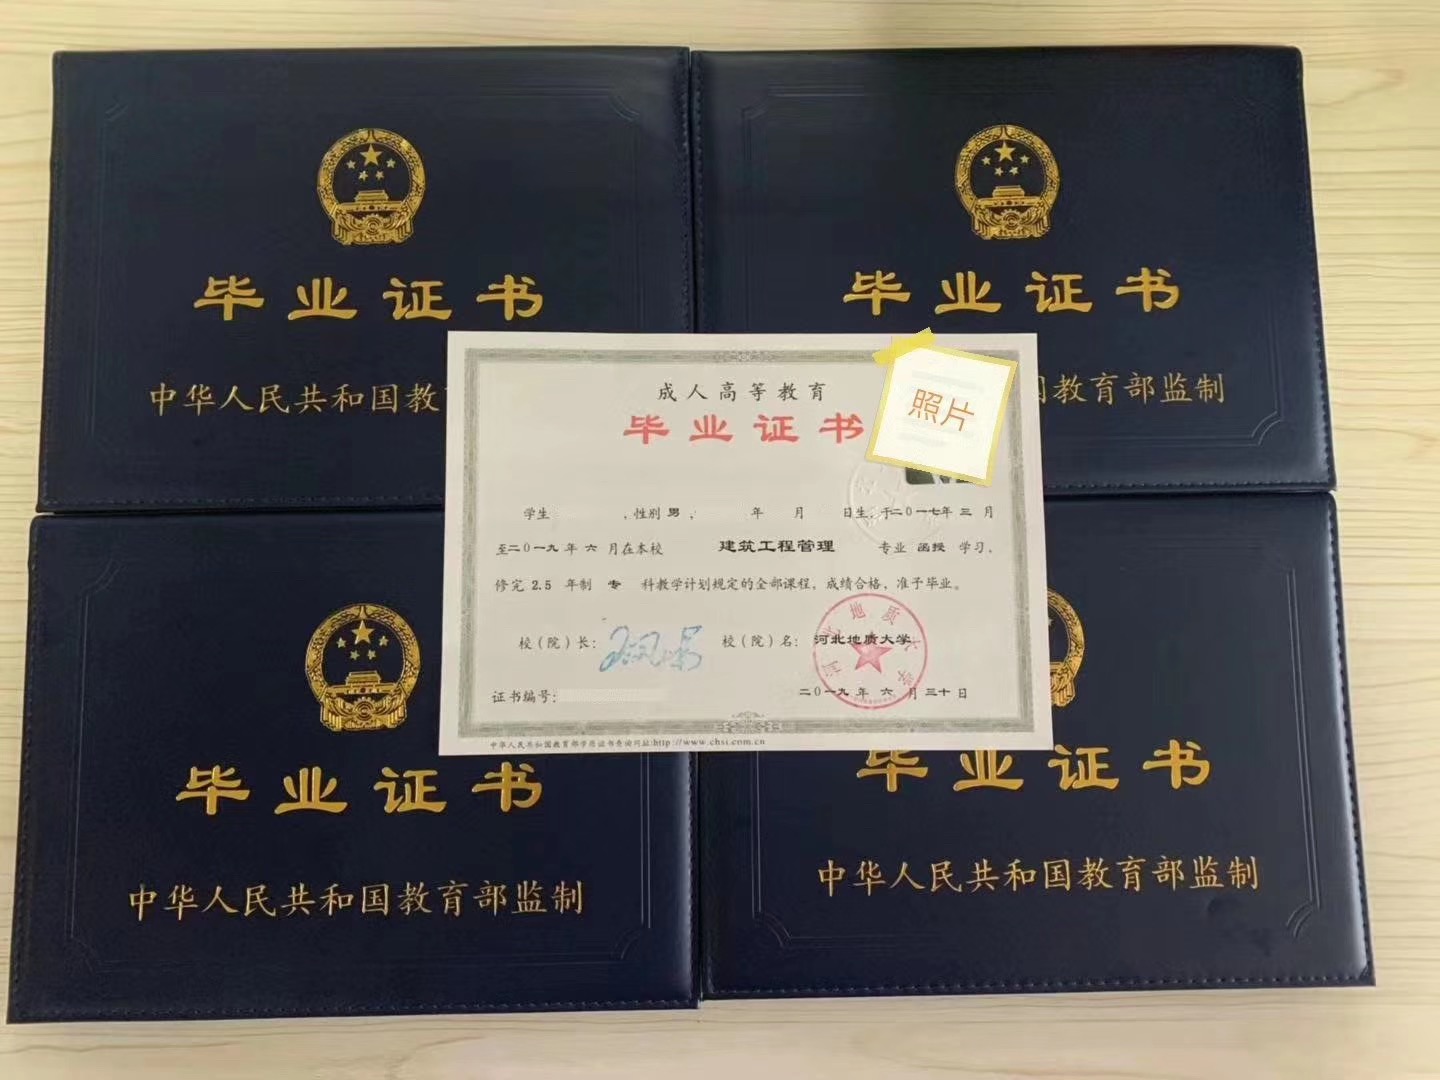 毕业证书
中华人民共和国教
毕业证书
国教育部监制
成人高等教育
毕业证书
照片
学生 ，性别 男 ， 年 月 日生，于二〇一七年 三 月
至二〇一九 年 六 月在本校 建筑工程管理 专业 函授 学习，
修完 2.5 年制 专 科教学计划规定的全部课程，成绩合格，准予毕业。
校（院）长： 校（院）名： 河北地质大学
证书编号： 二〇一九 年 六 月 三十 日
中华人民共和国教育部学历证书查询网址:http://www.chsi.com.cn
毕业证书
中华人民共和国教育部监制
毕业证书
中华人民共和国教育部监制